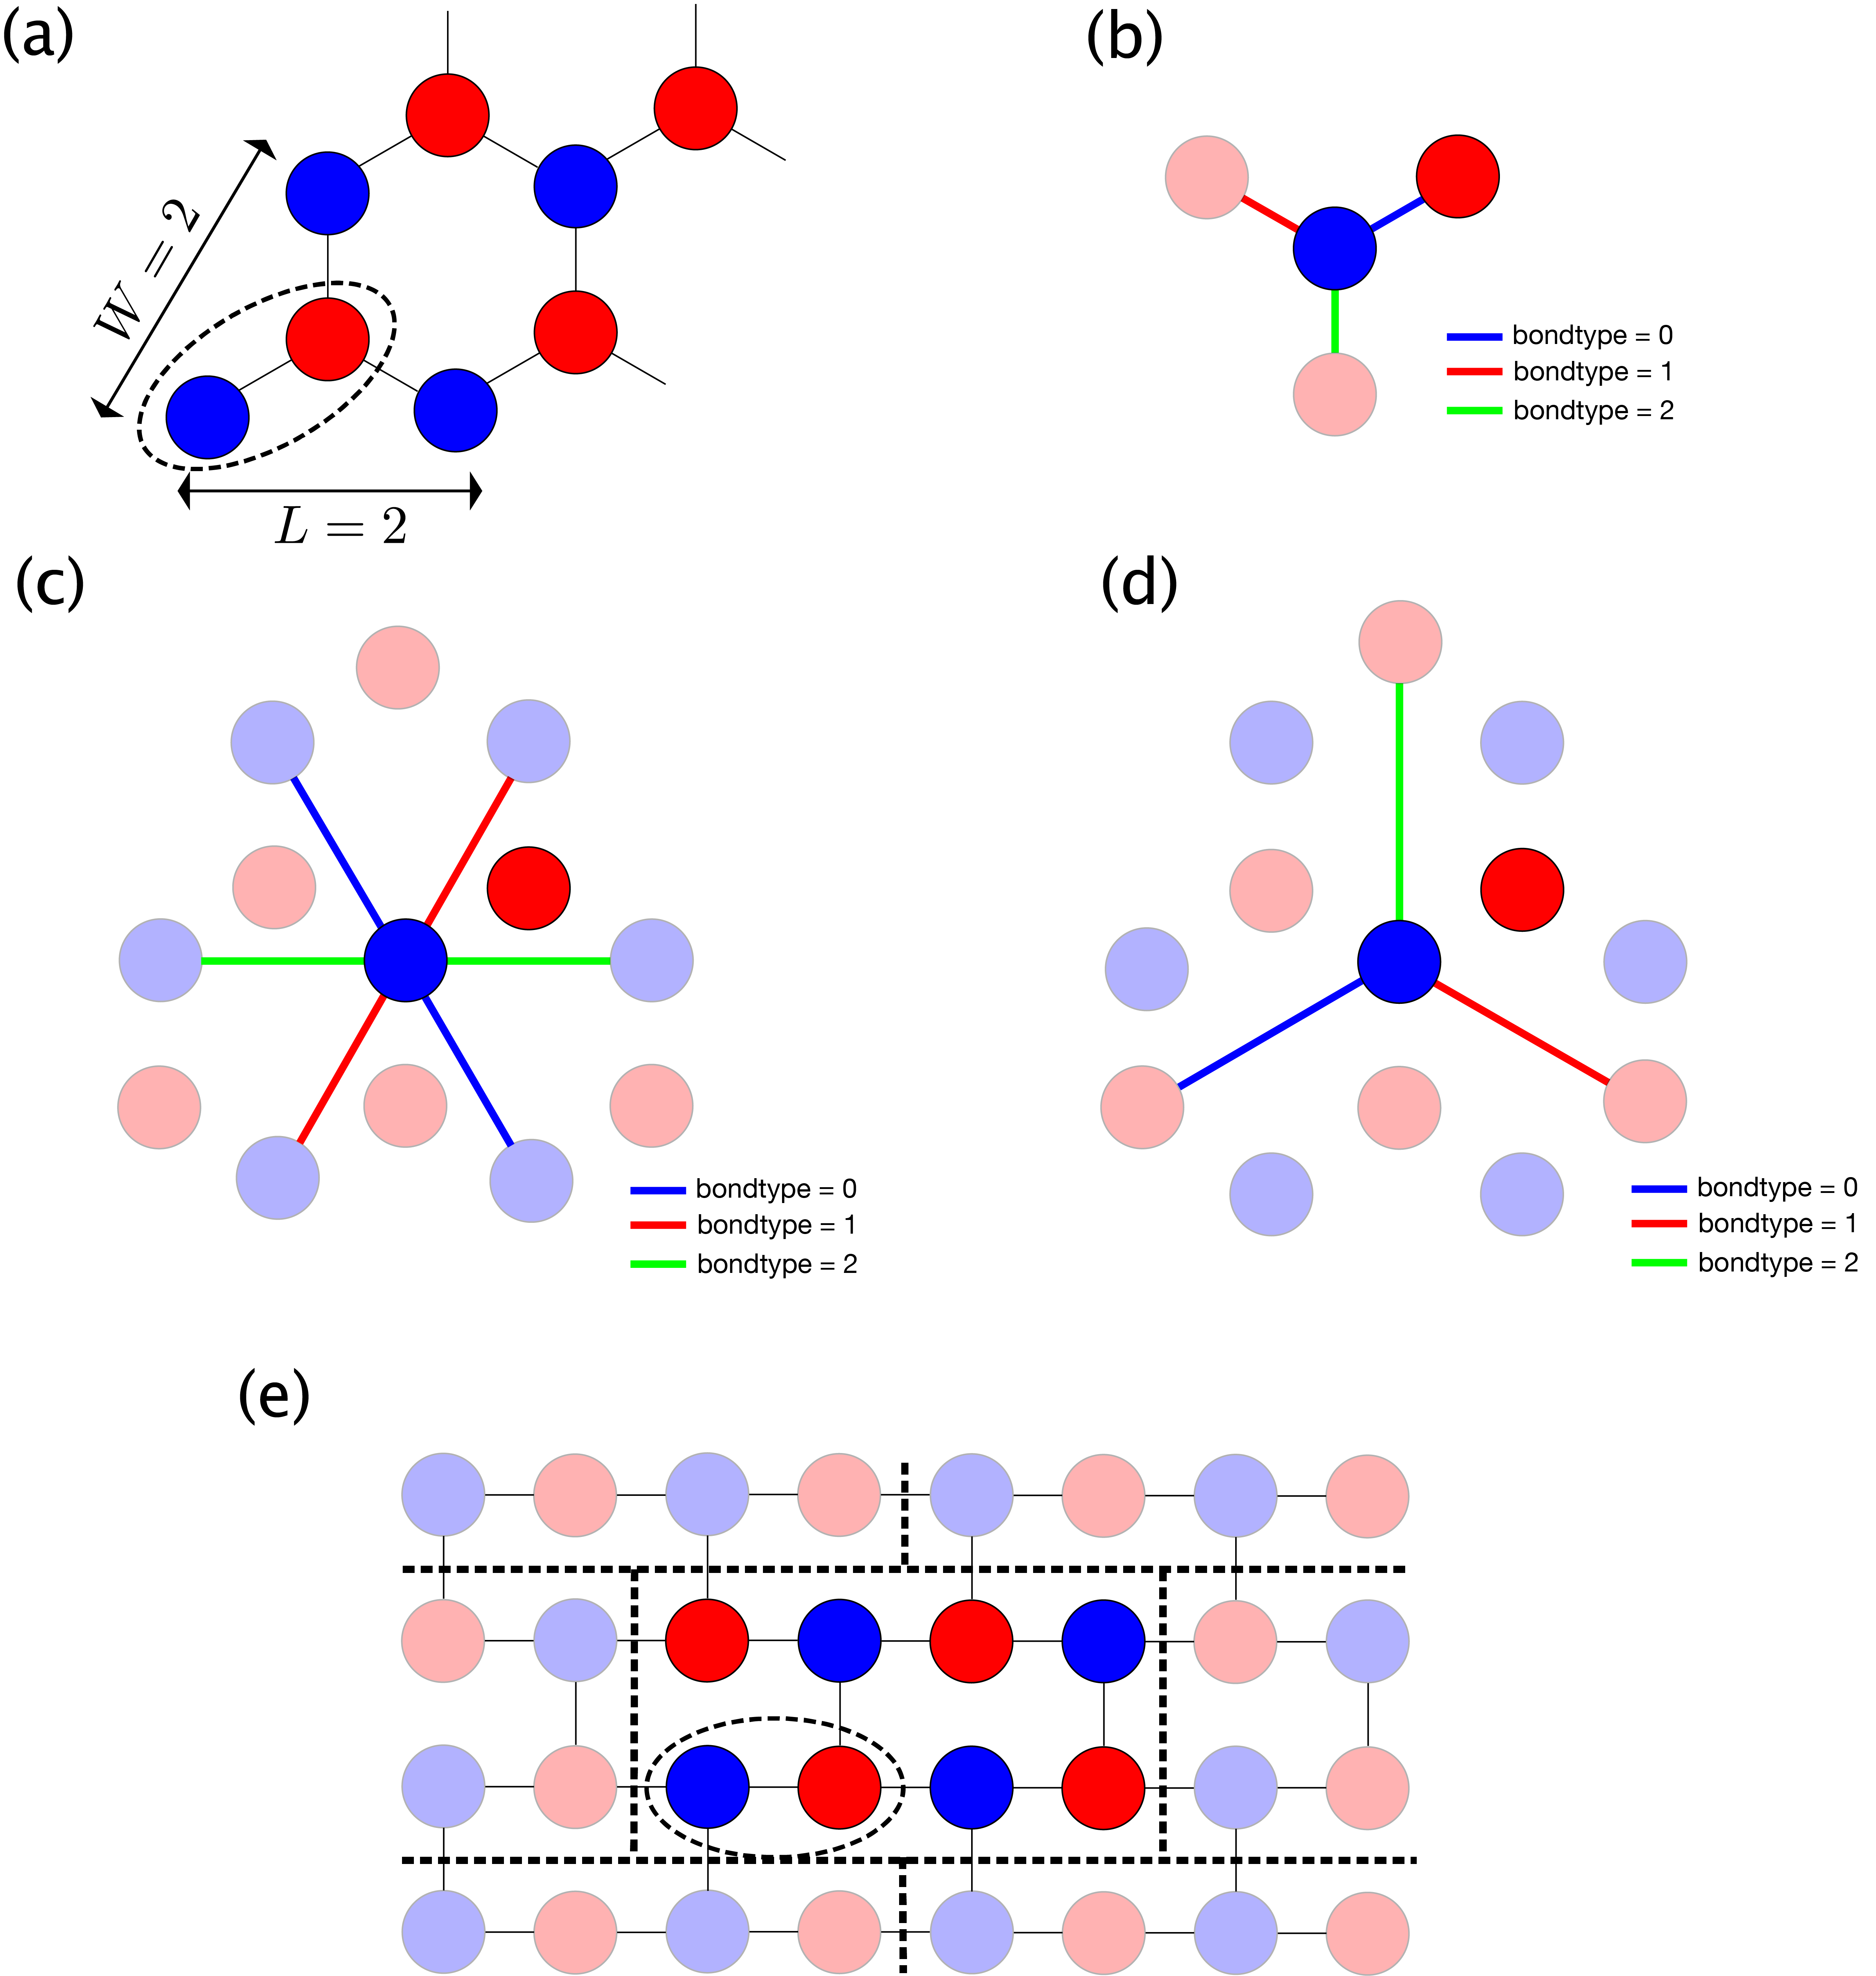 (a)
W = 2
L = 2
(b)
bondtype = 0
bondtype = 1
bondtype = 2
(c)
bondtype = 0
bondtype = 1
bondtype = 2
(d)
bondtype = 0
bondtype = 1
bondtype = 2
(e)